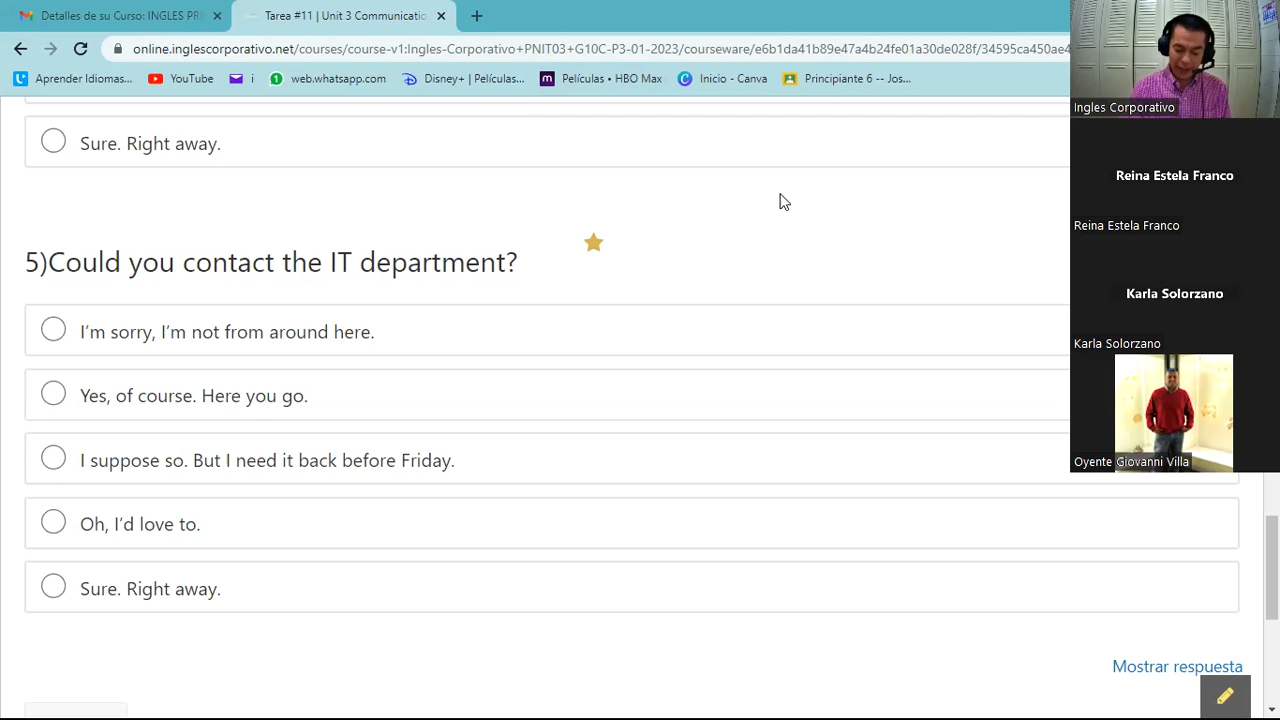 Detalles de su Curso: INGLES PRI
Tarea #11 | Unit 3 Communicatio
online.inglescorporativo.net/courses/course-v1:ingles-Corporativo+PNIT03+G10C-P3-01-2023/courseware/e6b1da41b89e47a4b24fe01a30de028f/34595ca450ae4
Aprender Idiomas...
YouTube
i
web.whatsapp.com
Disney+ | Películas...
Películas • HBO Max
Inicio - Canva
Principiante 6 -- Jos...
Ingles Corporativo
Sure. Right away.
Reina Estela Franco
Reina Estela Franco
5)Could you contact the IT department?
Karla Solorzano
Karla Solorzano
I'm sorry, I'm not from around here.
Yes, of course. Here you go.
I suppose so. But I need it back before Friday.
Oyente Giovanni Villa
Oh, I'd love to.
Sure. Right away.
Mostrar respuesta